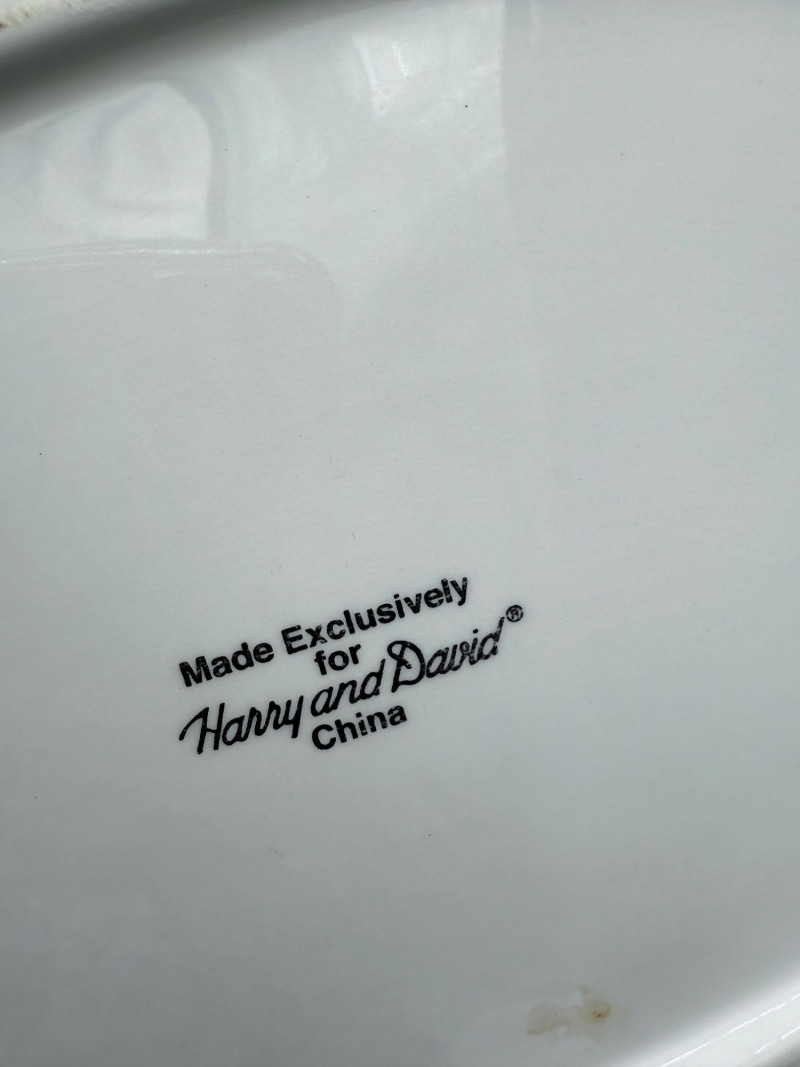 Made Exclusively
for
Harry and David®
China